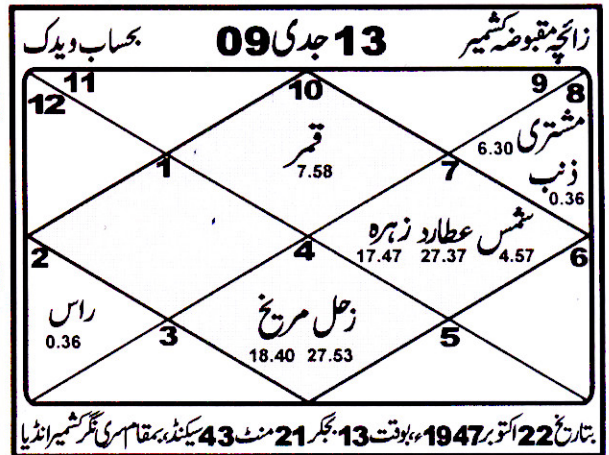 زائچہ مقبوضہ کشمیر 13 جدی 09 بحساب ویدک
8 9 10 11 12
مشتری
6.30
قمر
7.58
7 1
ذنب
0.36
شمس عطارد زہرہ
4.57 27.37 17.47
6 4 2
راس
0.36
زحل مریخ
27.53 18.40
5 3
بتاریخ 22 اکتوبر 1947ء، بوقت 13 بجکر 21 منٹ 43 سیکنڈ، بمقام سری نگر کشمیر انڈیا